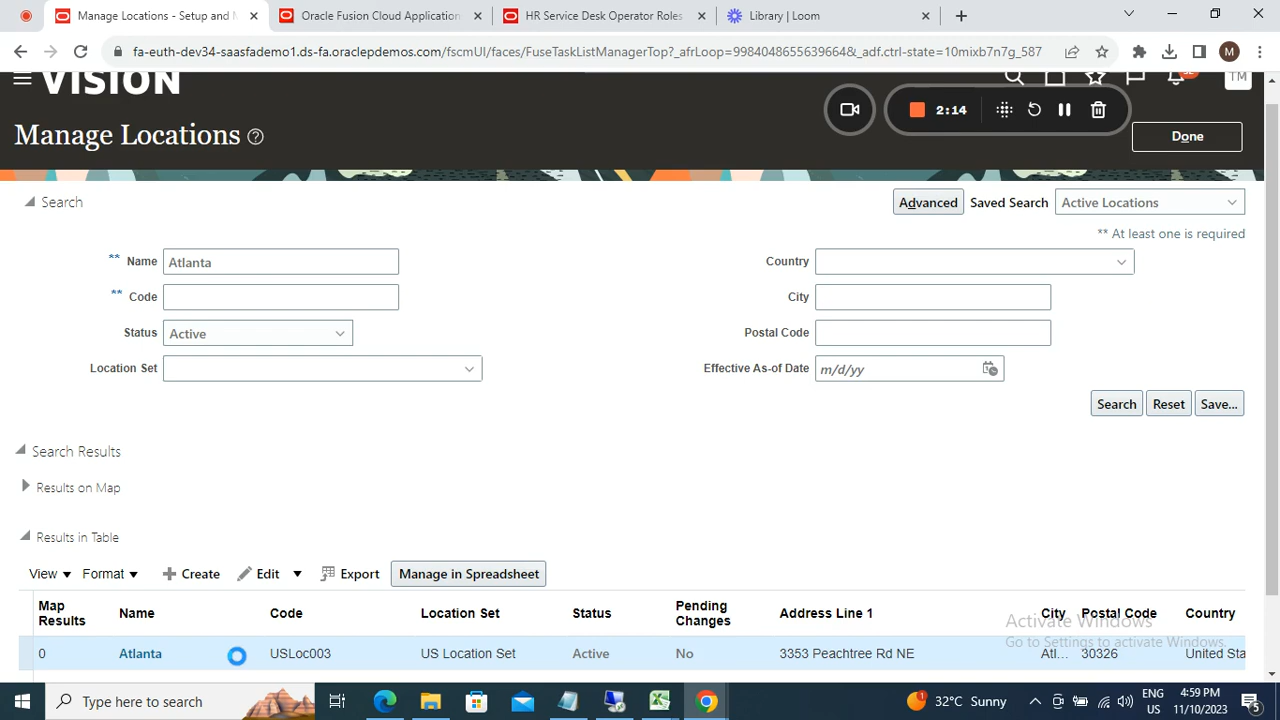 Manage Locations - Setup and M
Oracle Fusion Cloud Application
HR Service Desk Operator Roles
Library | Loom
fa-euth-dev34-saasfademo1.ds-fa.oraclepdemos.com/fscmUI/faces/FuseTaskListManagerTop?_afrLoop=9984048655639664&_adf.ctrl-state=10mixb7n7g_587
M
VISION
TM
Manage Locations
2:14
Done
Search
Advanced
Saved Search
Active Locations
** At least one is required
** Name
Atlanta
Country
** Code
City
Status
Active
Postal Code
Location Set
Effective As-of Date
m/d/yy
Search
Reset
Save...
Search Results
Results on Map
Results in Table
View
Format
Create
Edit
Export
Manage in Spreadsheet
Map Results
Name
Code
Location Set
Status
Pending Changes
Address Line 1
City
Postal Code
Country
0
Atlanta
USLoc003
US Location Set
Active
No
3353 Peachtree Rd NE
Atl...
30326
United Sta
Activate Windows
Go to Settings to activate Windows.
Type here to search
1
32°C Sunny
ENG
US
4:59 PM
11/10/2023
5